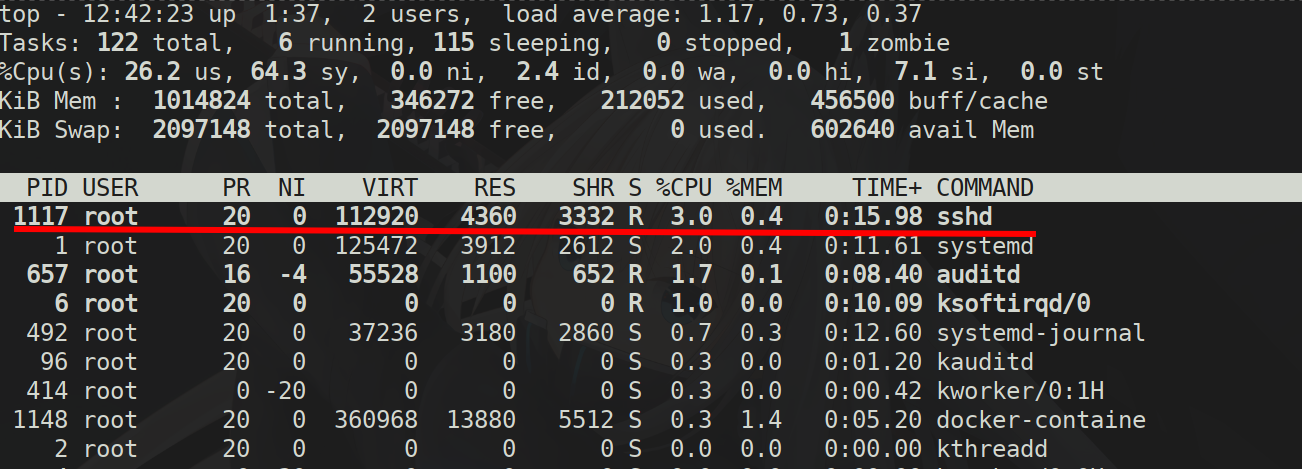 top - 12:42:23 up  1:37,  2 users,  load average: 1.17, 0.73, 0.37
Tasks: 122 total,   6 running, 115 sleeping,   0 stopped,   1 zombie
%Cpu(s): 26.2 us, 64.3 sy,  0.0 ni,  2.4 id,  0.0 wa,  0.0 hi,  7.1 si,  0.0 st
KiB Mem :  1014824 total,   346272 free,   212052 used,   456500 buff/cache
KiB Swap:  2097148 total,  2097148 free,        0 used.   602640 avail Mem
  PID USER      PR  NI    VIRT    RES    SHR S %CPU %MEM     TIME+ COMMAND
 1117 root      20   0  112920   4360   3332 R  3.0  0.4   0:15.98 sshd
    1 root      20   0  125472   3912   2612 S  2.0  0.4   0:11.61 systemd
  657 root      16  -4   55528   1100    652 R  1.7  0.1   0:08.40 auditd
    6 root      20   0       0      0      0 R  1.0  0.0   0:10.09 ksoftirqd/0
  492 root      20   0   37236   3180   2860 S  0.7  0.3   0:12.60 systemd-journal
   96 root      20   0       0      0      0 S  0.3  0.0   0:01.20 kauditd
  414 root       0 -20       0      0      0 S  0.3  0.0   0:00.42 kworker/0:1H
 1148 root      20   0  360968  13880   5512 S  0.3  1.4   0:05.20 docker-containe
    2 root      20   0       0      0      0 S  0.0  0.0   0:00.00 kthreadd